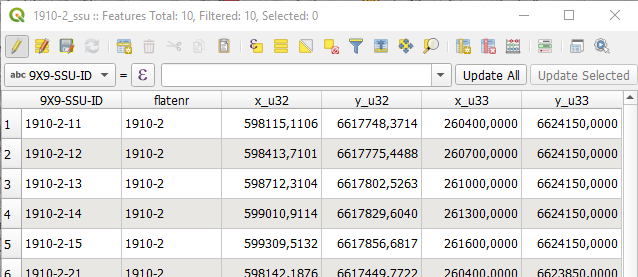 1910-2_ssu :: Features Total: 10, Filtered: 10, Selected: 0
abc 9X9-SSU-ID = ε Update All Update Selected
9X9-SSU-ID flatenr x_u32 y_u32 x_u33 y_u33
1 1910-2-11 1910-2 598115,1106 6617748,3714 260400,0000 6624150,0000
2 1910-2-12 1910-2 598413,7101 6617775,4488 260700,0000 6624150,0000
3 1910-2-13 1910-2 598712,3104 6617802,5263 261000,0000 6624150,0000
4 1910-2-14 1910-2 599010,9114 6617829,6040 261300,0000 6624150,0000
5 1910-2-15 1910-2 599309,5132 6617856,6817 261600,0000 6624150,0000
6 1910-2-21 1910-2 598142,1876 6617449,7722 260400,0000 6623850,0000